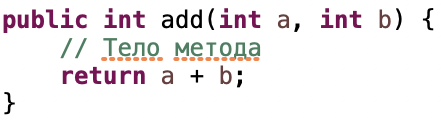 public int add(int a, int b) {
    // Тело метода
    return a + b;
}